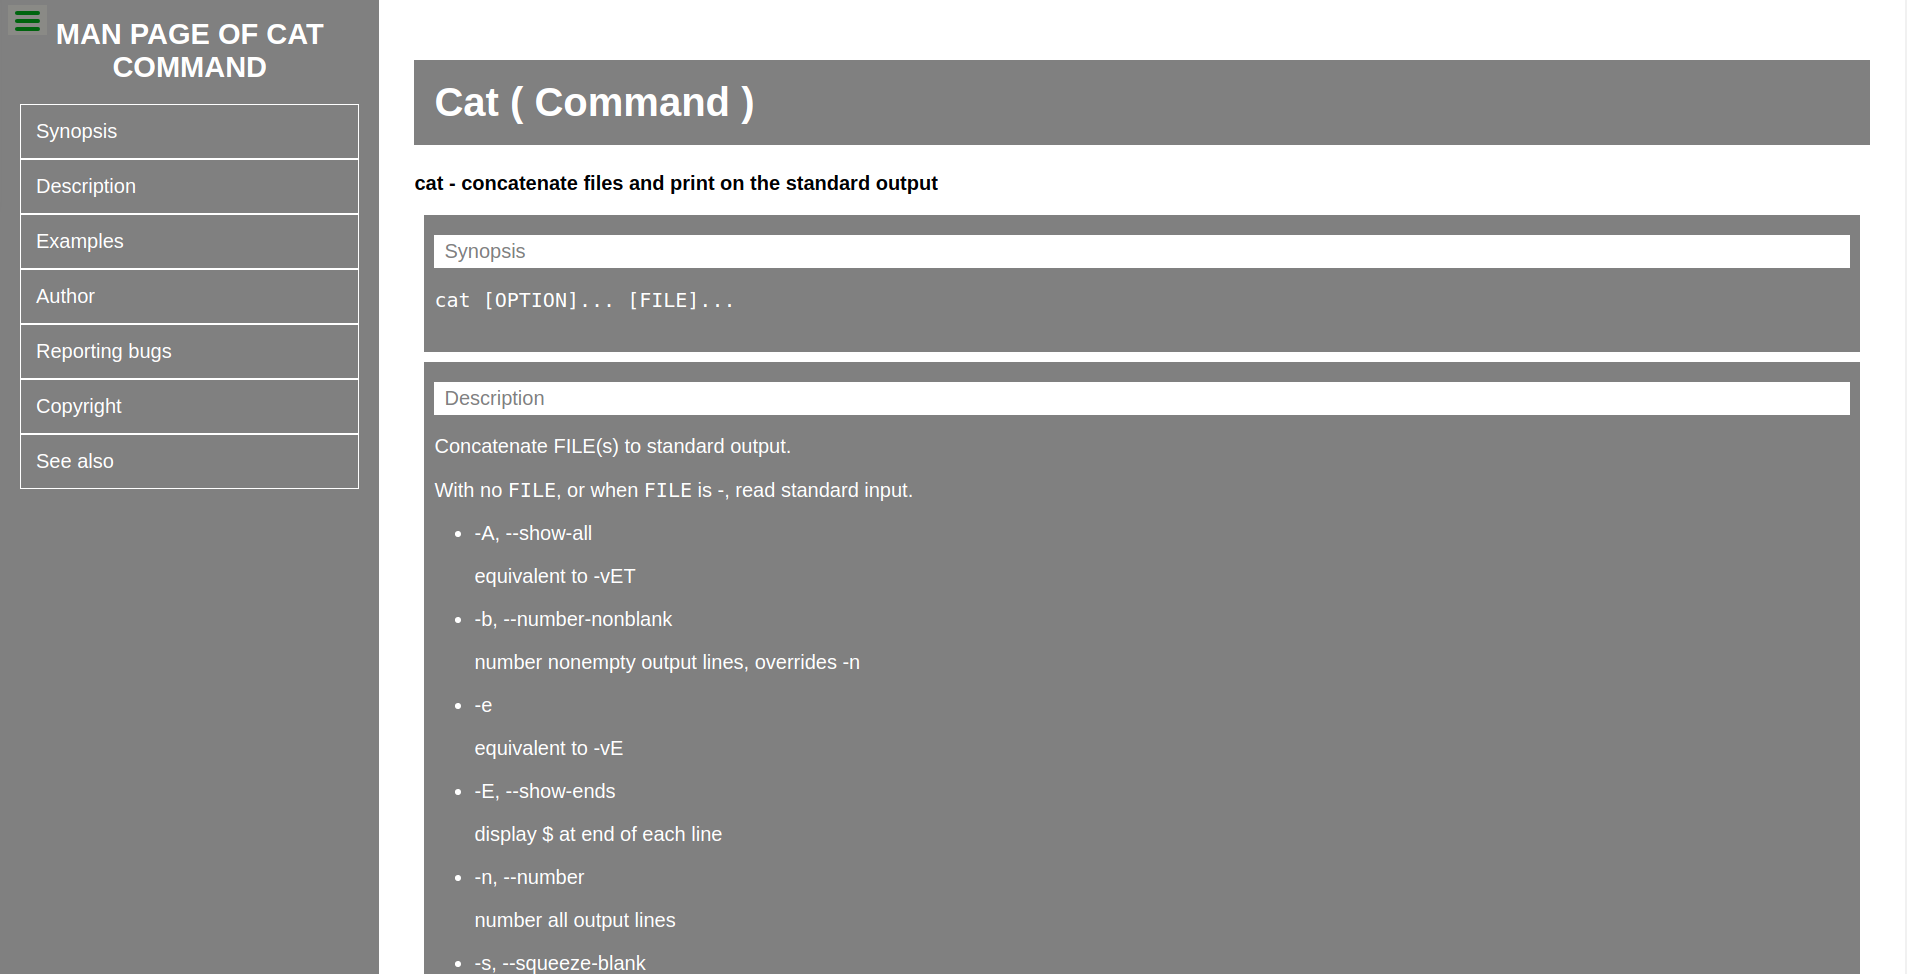 MAN PAGE OF CAT
COMMAND
Synopsis
Description
Examples
Author
Reporting bugs
Copyright
See also
Cat ( Command )
cat - concatenate files and print on the standard output
Synopsis
cat [OPTION]... [FILE]...
Description
Concatenate FILE(s) to standard output.
With no FILE, or when FILE is -, read standard input.
-A, --show-all
equivalent to -vET
-b, --number-nonblank
number nonempty output lines, overrides -n
-e
equivalent to -vE
-E, --show-ends
display $ at end of each line
-n, --number
number all output lines
-s, --squeeze-blank